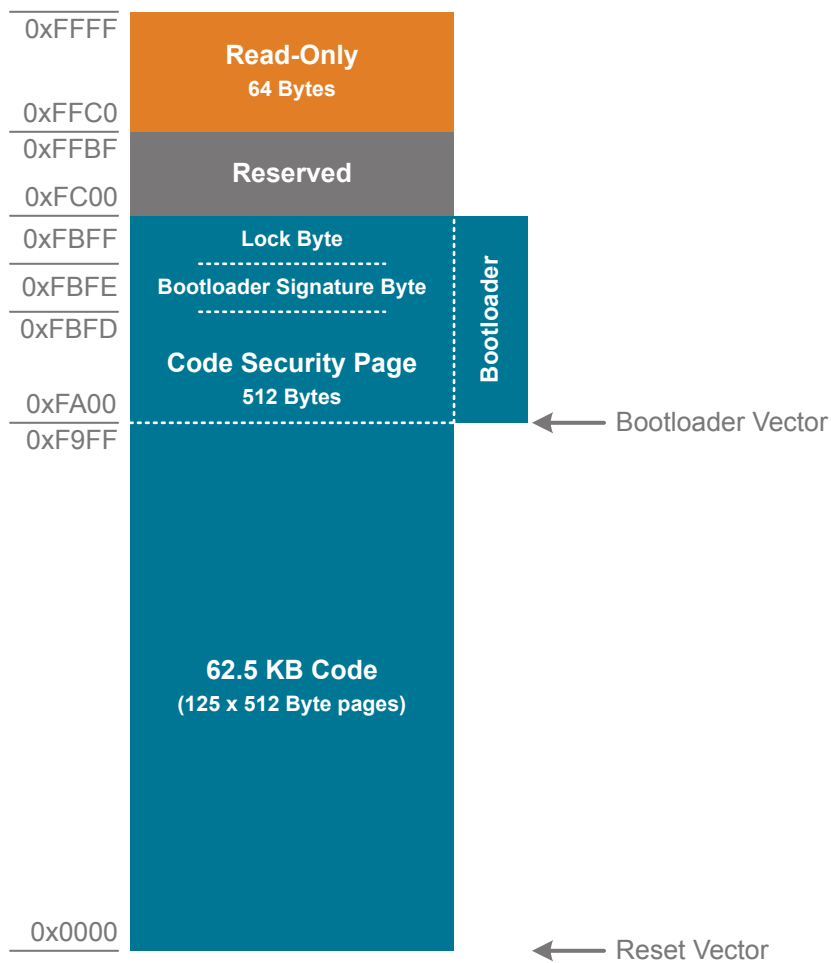 0xFFFF
Read-Only
64 Bytes
0xFFC0
0xFFBF
Reserved
0xFC00
0xFBFF
Lock Byte
0xFBFE
Bootloader Signature Byte
0xFBFD
Bootloader
Code Security Page
512 Bytes
0xFA00
Bootloader Vector
0xF9FF
62.5 KB Code
(125 x 512 Byte pages)
0x0000
Reset Vector